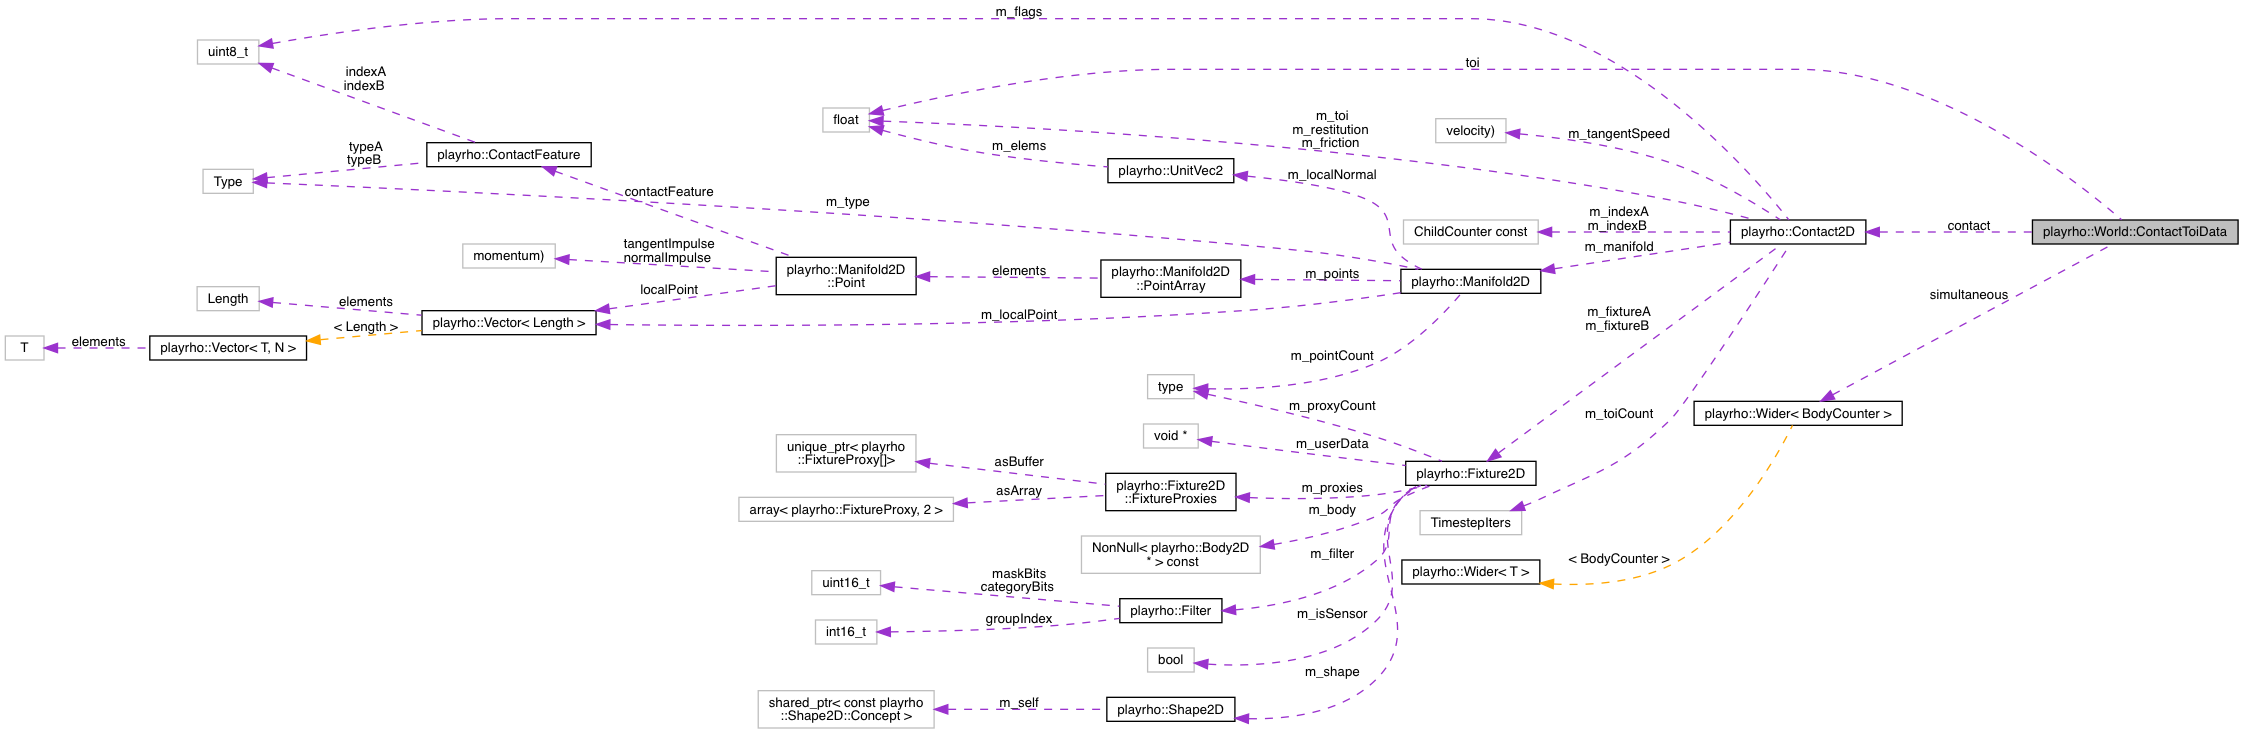 m_flags
uint8_t
toi
indexA
indexB
float
m_toi
m_restitution
m_friction
velocity)
m_tangentSpeed
typeA
typeB
playrho::ContactFeature
m_elems
playrho::UnitVec2
m_localNormal
Type
contactFeature
m_type
ChildCounter const
m_indexA
m_indexB
playrho::Contact2D
contact
playrho::World::ContactToiData
momentum)
tangentImpulse
normalImpulse
playrho::Manifold2D
::Point
elements
playrho::Manifold2D
::PointArray
m_points
m_manifold
playrho::Manifold2D
Length
elements
localPoint
simultaneous
playrho::Vector< Length >
m_localPoint
m_fixtureA
m_fixtureB
< Length >
T
elements
playrho::Vector< T, N >
m_pointCount
type
m_proxyCount
m_toiCount
playrho::Wider< BodyCounter >
void *
m_userData
unique_ptr< playrho
::FixtureProxy[]>
asBuffer
playrho::Fixture2D
array< playrho::FixtureProxy, 2 >
asArray
playrho::Fixture2D
::FixtureProxies
m_proxies
m_body
TimestepIters
NonNull< playrho::Body2D
* > const
m_filter
< BodyCounter >
playrho::Wider< T >
uint16_t
maskBits
categoryBits
playrho::Filter
int16_t
groupIndex
m_isSensor
bool
m_shape
shared_ptr< const playrho
::Shape2D::Concept >
m_self
playrho::Shape2D